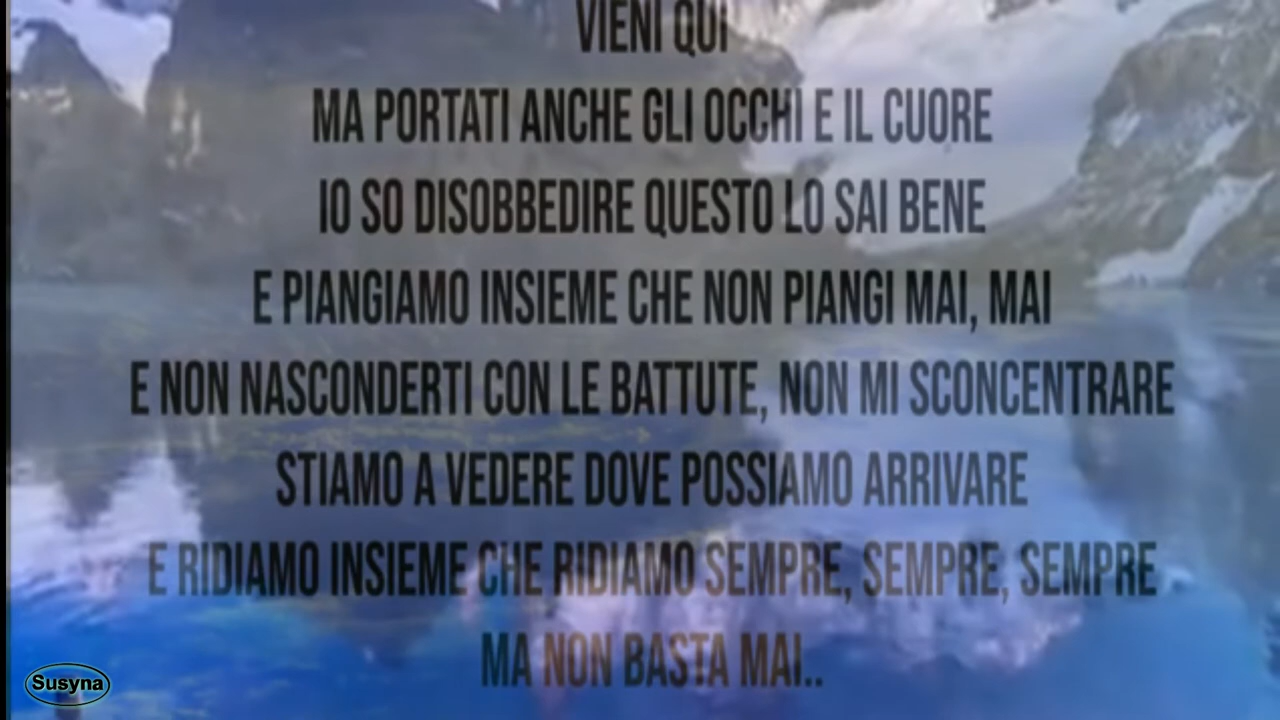 VIENI QUI
MA PORTATI ANCHE GLI OCCHI E IL CUORE
IO SO DISOBBEDIRE QUESTO LO SAI BENE
E PIANGIAMO INSIEME CHE NON PIANGI MAI, MAI
E NON NASCONDERTI CON LE BATTUTE, NON MI SCONCENTRARE
STIAMO A VEDERE DOVE POSSIAMO ARRIVARE
E RIDIAMO INSIEME CHE RIDIAMO SEMPRE, SEMPRE, SEMPRE
MA NON BASTA MAI..
Susyna